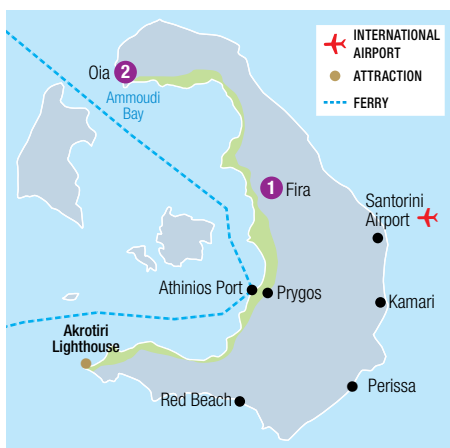 INTERNATIONAL
AIRPORT
ATTRACTION
FERRY
Oia 2
Ammoudi
Bay
1 Fira
Santorini
Airport
Athinios Port
Prygos
Kamari
Akrotiri
Lighthouse
Perissa
Red Beach